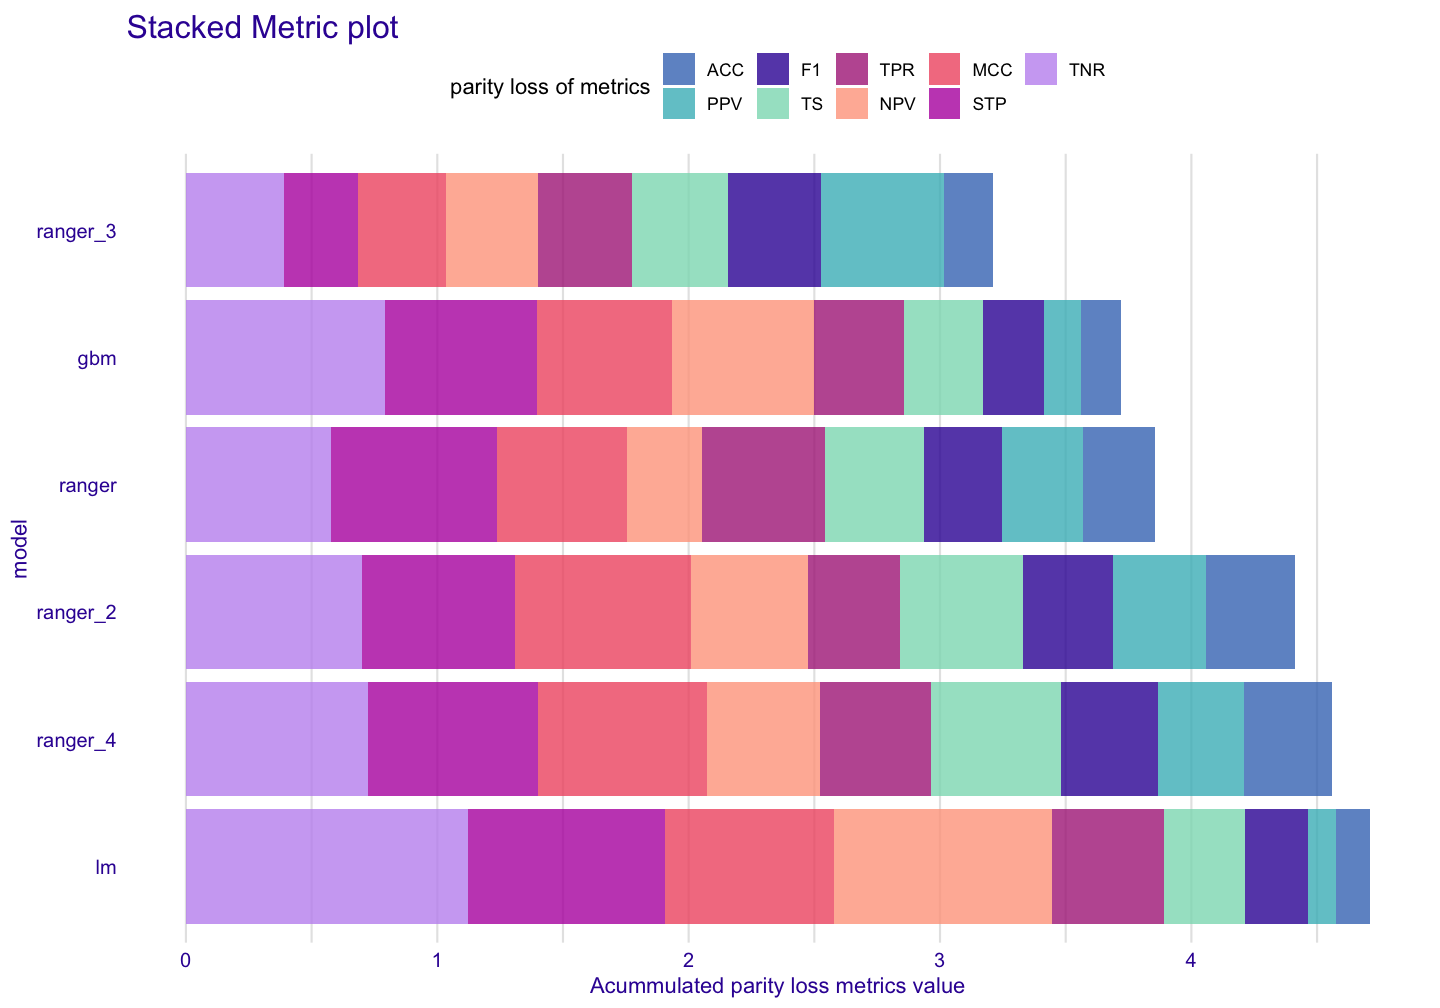 Stacked Metric plot
parity loss of metrics
ACC F1 TPR MCC TNR
PPV TS NPV STP
ranger_3
gbm
ranger
ranger_2
ranger_4
lm
model
0 1 2 3 4
Acummulated parity loss metrics value